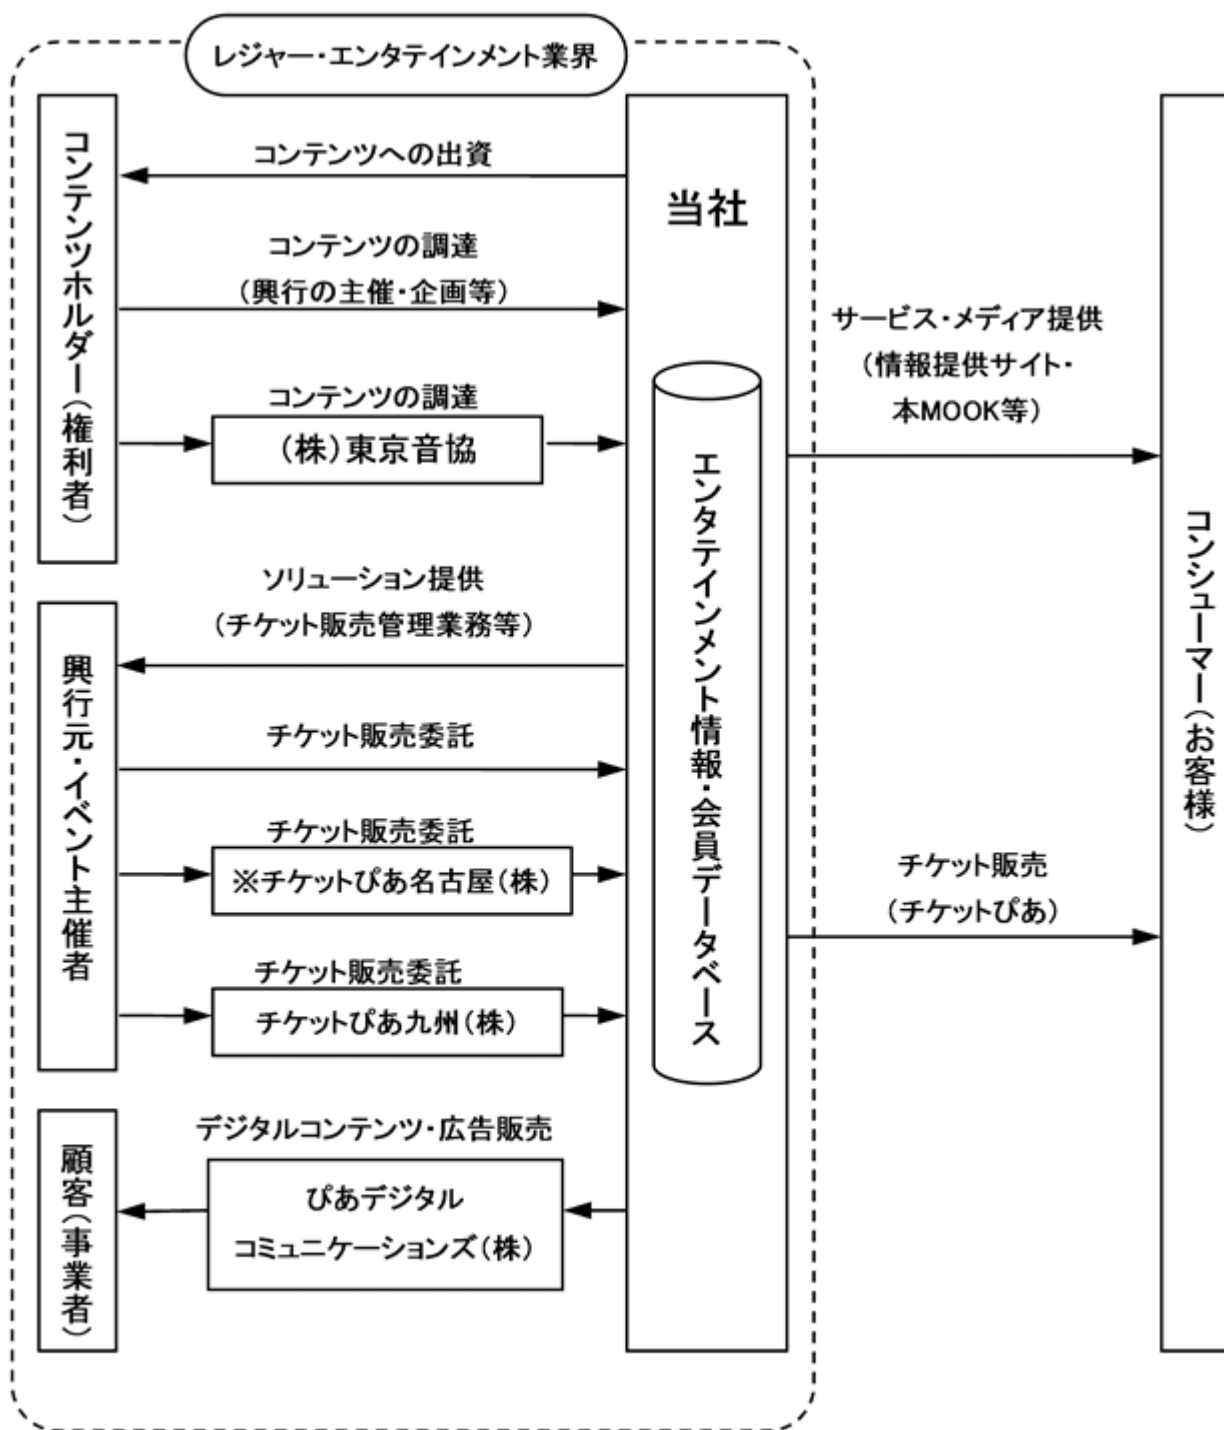 レジャー・エンタテインメント業界
コンテンツホルダー（権利者）
コンテンツへの出資
コンテンツの調達
（興行の主催・企画等）
コンテンツの調達
（株）東京音協
興行元・イベント主催者
ソリューション提供
（チケット販売管理業務等）
チケット販売委託
チケット販売委託
※チケットぴあ名古屋（株）
チケット販売委託
チケットぴあ九州（株）
顧客（事業者）
デジタルコンテンツ・広告販売
ぴあデジタル
コミュニケーションズ（株）
当社
エンタテインメント情報・会員データベース
サービス・メディア提供
（情報提供サイト・
本MOOK等）
チケット販売
（チケットぴあ）
コンシューマー（お客様）